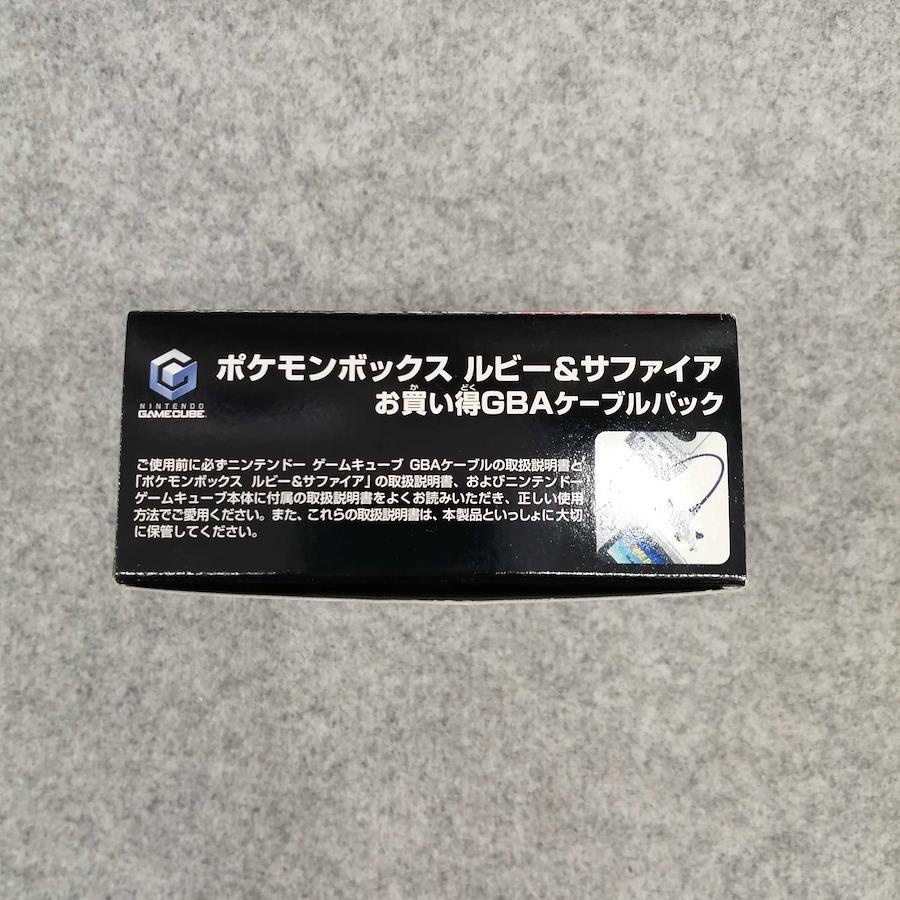 NINTENDO
GAMECUBE
ポケモンボックス ルビー&サファイア
お買い得GBAケーブルパック
か どく
ご使用前に必ずニンテンドー ゲームキューブ GBAケーブルの取扱説明書と
「ポケモンボックス ルビー&サファイア」の取扱説明書、およびニンテンドー
ゲームキューブ本体に付属の取扱説明書をよくお読みいただき、正しい使用
方法でご愛用ください。また、これらの取扱説明書は、本製品といっしょに大切
に保管してください。